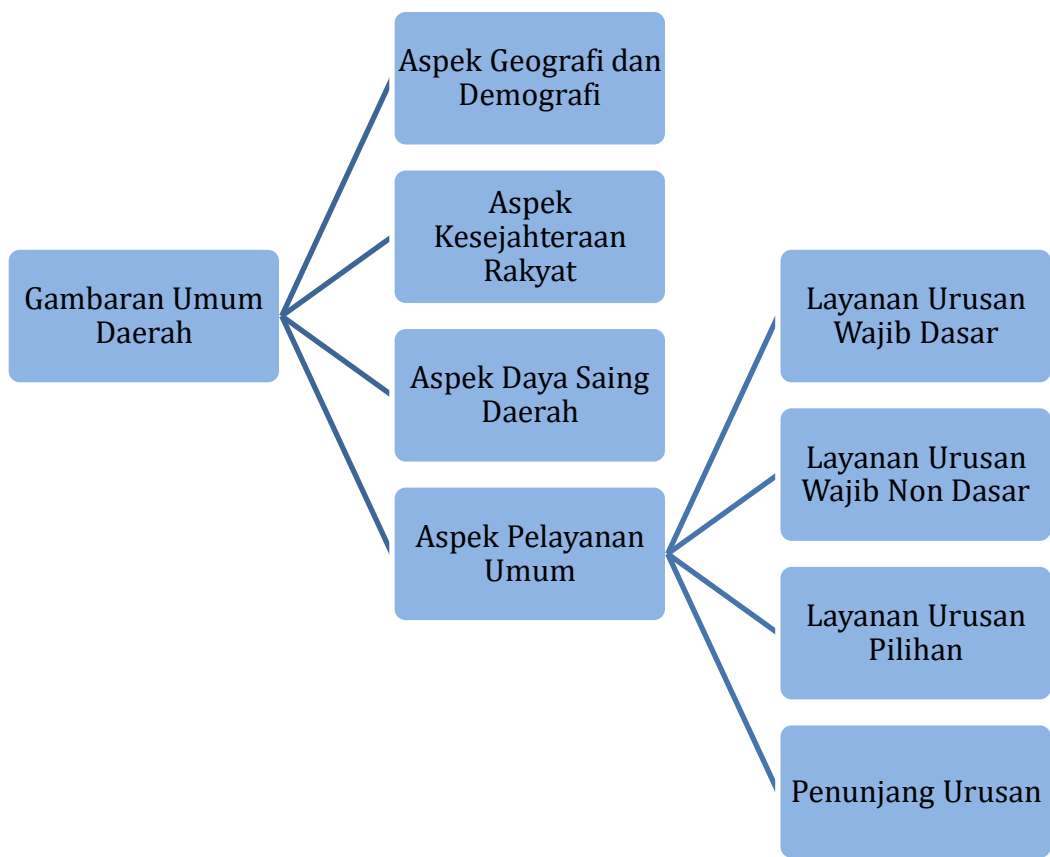 Gambaran Umum
Daerah
Aspek Geografi dan
Demografi
Aspek
Kesejahteraan
Rakyat
Aspek Daya Saing
Daerah
Aspek Pelayanan
Umum
Layanan Urusan
Wajib Dasar
Layanan Urusan
Wajib Non Dasar
Layanan Urusan
Pilihan
Penunjang Urusan